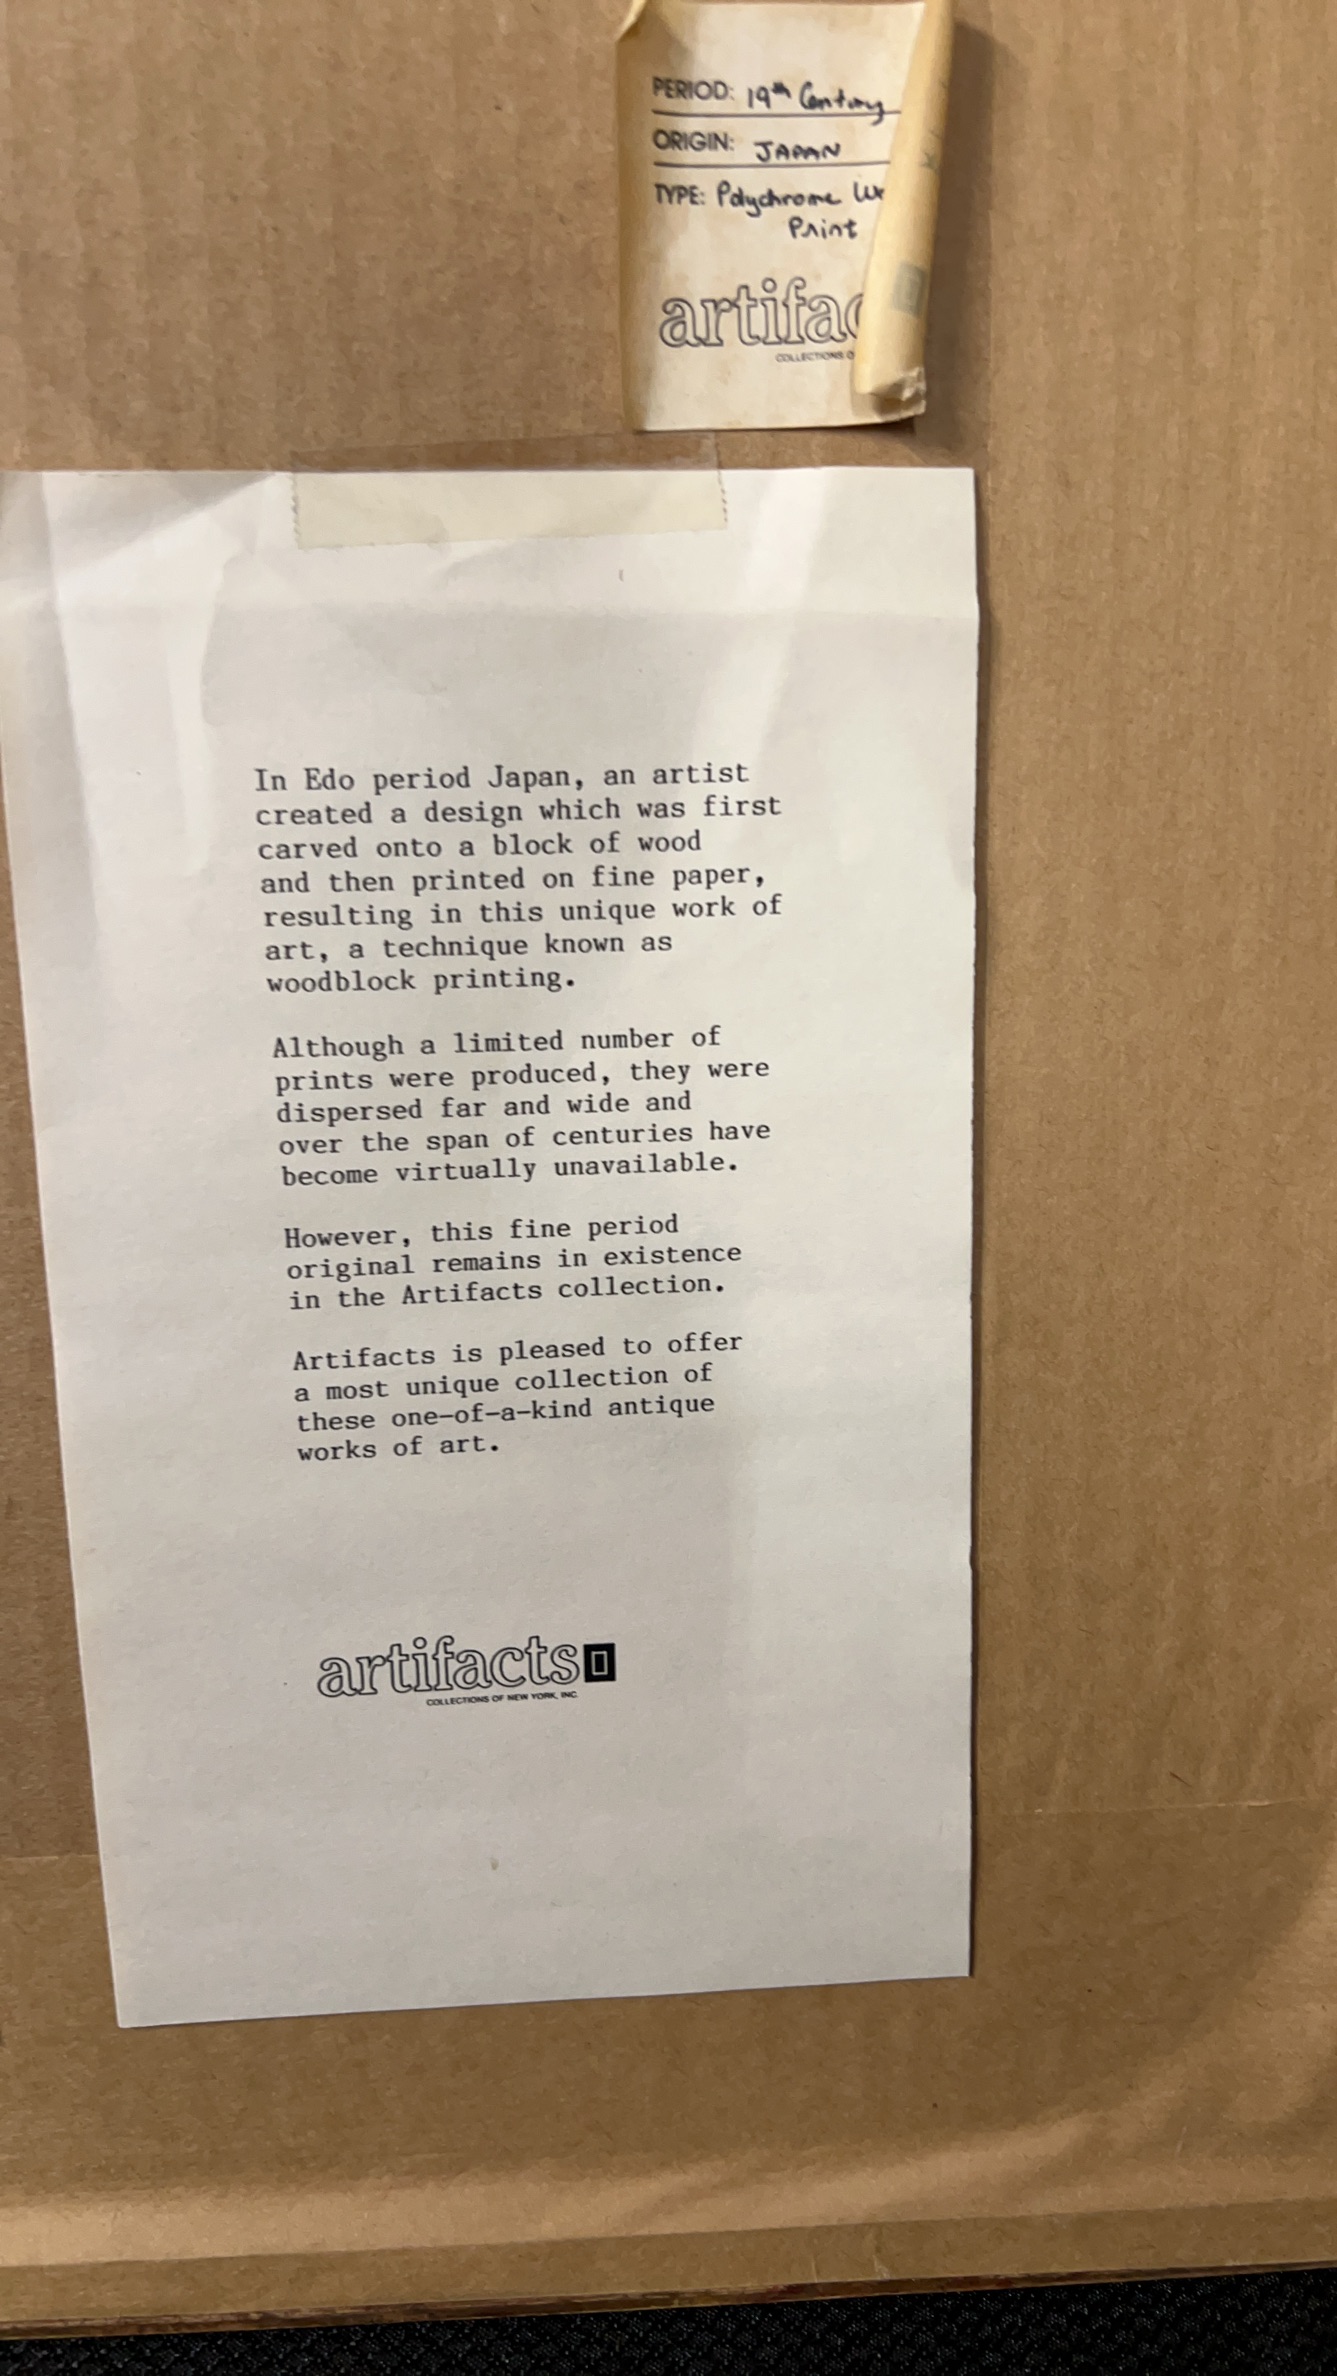 PERIOD: 19th Century
ORIGIN: JAPAN
TYPE: Polychrome
Print
COLLECTIONS
In Edo period Japan, an artist
created a design which was first
carved onto a block of wood
and then printed on fine paper,
resulting in this unique work of
art, a technique known as
woodblock printing.
Although a limited number of
prints were produced, they were
dispersed far and wide and
over the span of centuries have
become virtually unavailable.
However, this fine period
original remains in existence
in the Artifacts collection.
Artifacts is pleased to offer
a most unique collection of
these one-of-a-kind antique
works of art.
artifacts
COLLECTIONS OF NEW YORK, INC.